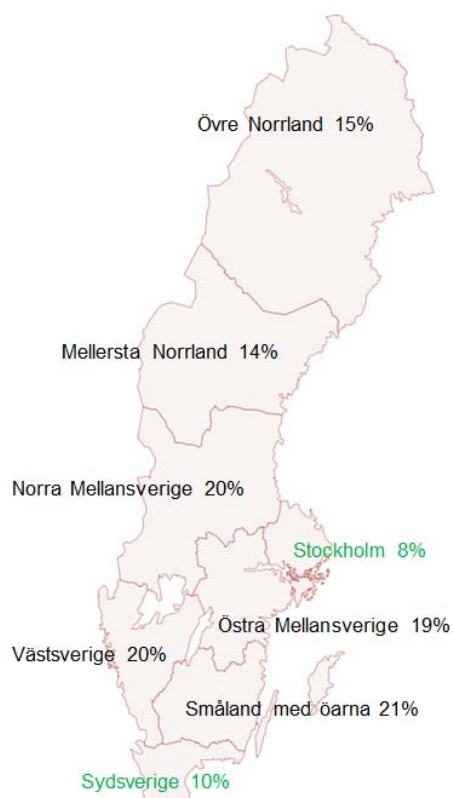 Övre Norrland 15%
Mellersta Norrland 14%
Norra Mellansverige 20%
Stockholm 8%
Östra Mellansverige 19%
Västsverige 20%
Småland med öarna 21%
Sydsverige 10%